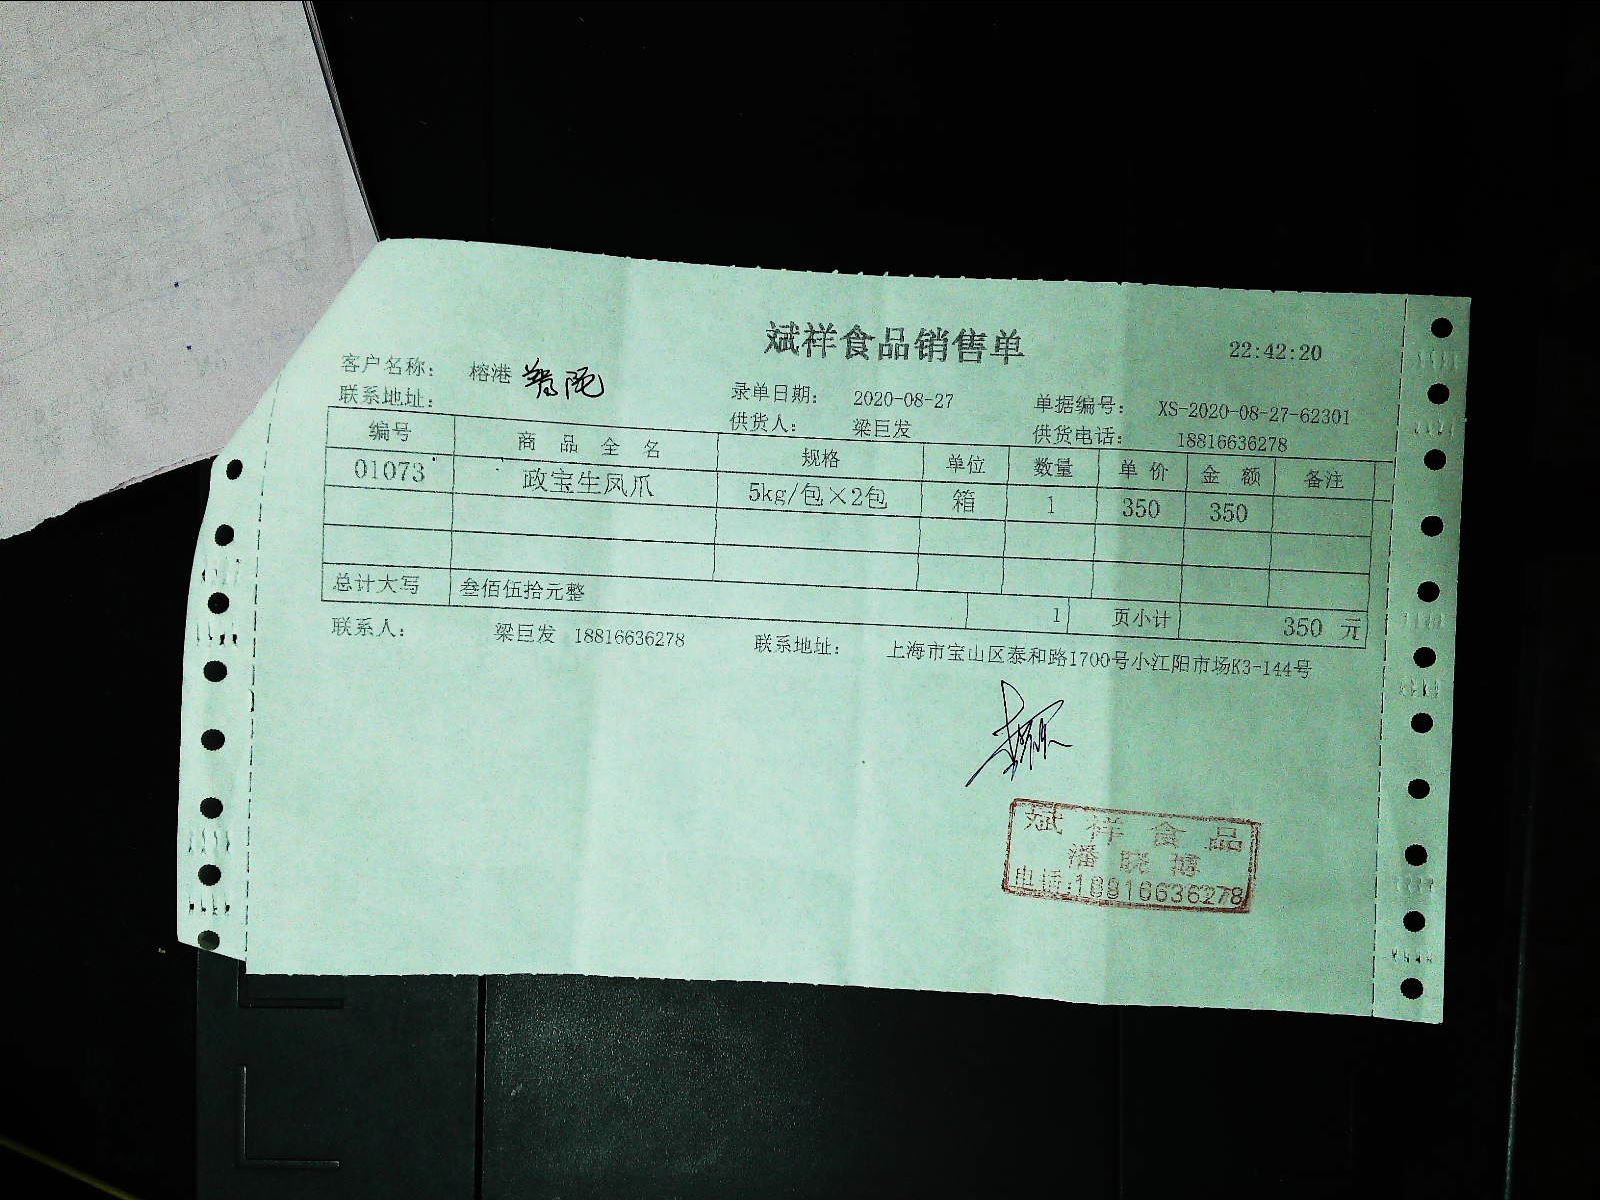 斌祥食品销售单
22:42:20
客户名称： 榕港 普陀
录单日期： 2020-08-27 单据编号： XS-2020-08-27-62301
联系地址：
供货人： 梁巨发 供货电话： 18816636278
编号 商品全名 规格 单位 数量 单价 金额 备注
01073 政宝生凤爪 5kg/包×2包 箱 1 350 350
总计大写 叁佰伍拾元整 1 页小计 350 元
联系人： 梁巨发 18816636278 联系地址： 上海市宝山区泰和路1700号小江阳市场K3-144号
斌祥食品
潘晓博
电话:18816636278